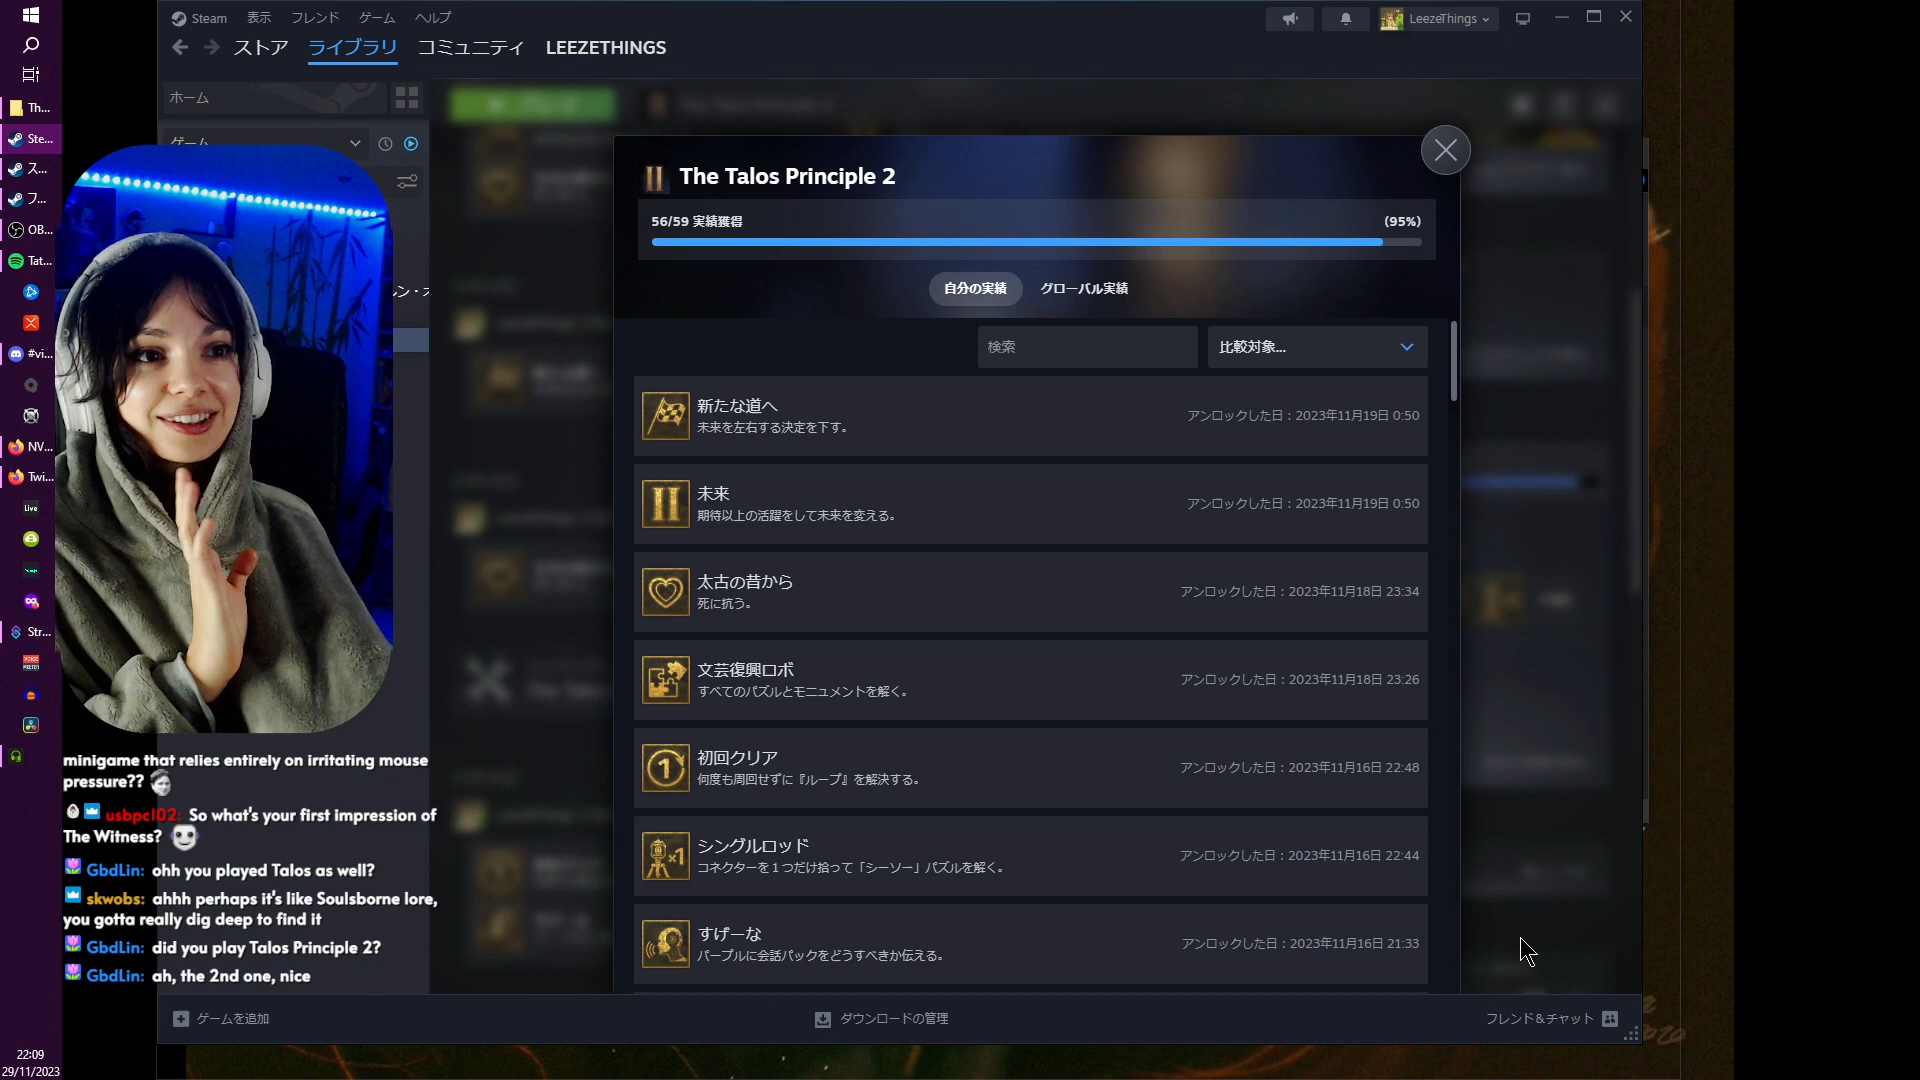 Steam 表示 フレンド ゲーム ヘルプ
LeezeThings
ストア ライブラリ コミュニティ LEEZETHINGS
ホーム
ゲーム
Th...
Ste...
ス...
フ...
OB...
Tat...
#vi...
NV...
Twi...
Live
Str...
22:09
29/11/2023
The Talos Principle 2
56/59 実績獲得 (95%)
自分の実績 グローバル実績
検索 比較対象...
新たな道へ
未来を左右する決定を下す。
アンロックした日：2023年11月19日 0:50
未来
期待以上の活躍をして未来を変える。
アンロックした日：2023年11月19日 0:50
太古の昔から
死に抗う。
アンロックした日：2023年11月18日 23:34
文芸復興ロボ
すべてのパズルとモニュメントを解く。
アンロックした日：2023年11月18日 23:26
初回クリア
何度も周回せずに『ループ』を解決する。
アンロックした日：2023年11月16日 22:48
シングルロッド
コネクターを１つだけ拾って「シーソー」パズルを解く。
アンロックした日：2023年11月16日 22:44
すげーな
パープルに会話パックをどうすべきか伝える。
アンロックした日：2023年11月16日 21:33
minigame that relies entirely on irritating mouse
pressure??
usbpcl02: So what's your first impression of
The Witness?
GbdLin: ohh you played Talos as well?
skwobs: ahhh perhaps it's like Soulsborne lore,
you gotta really dig deep to find it
GbdLin: did you play Talos Principle 2?
GbdLin: ah, the 2nd one, nice
ゲームを追加 ダウンロードの管理 フレンド＆チャット